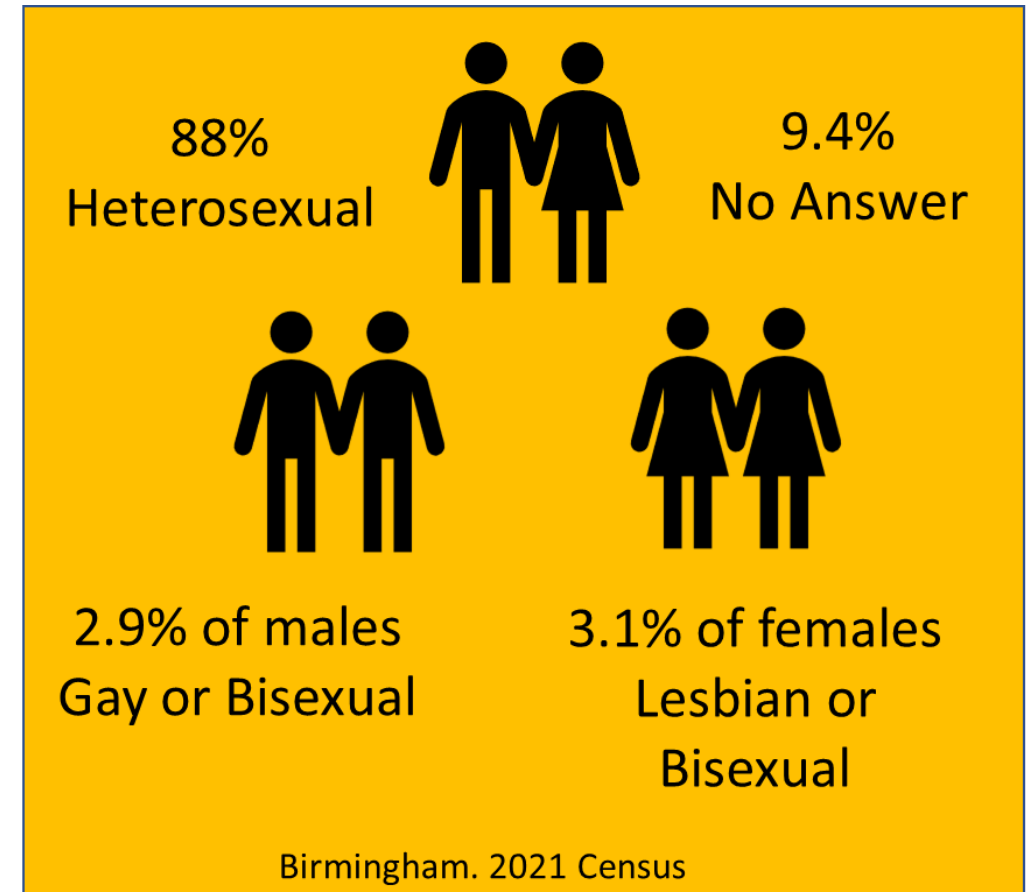 88%
Heterosexual
9.4%
No Answer
2.9% of males
Gay or Bisexual
3.1% of females
Lesbian or
Bisexual
Birmingham. 2021 Census